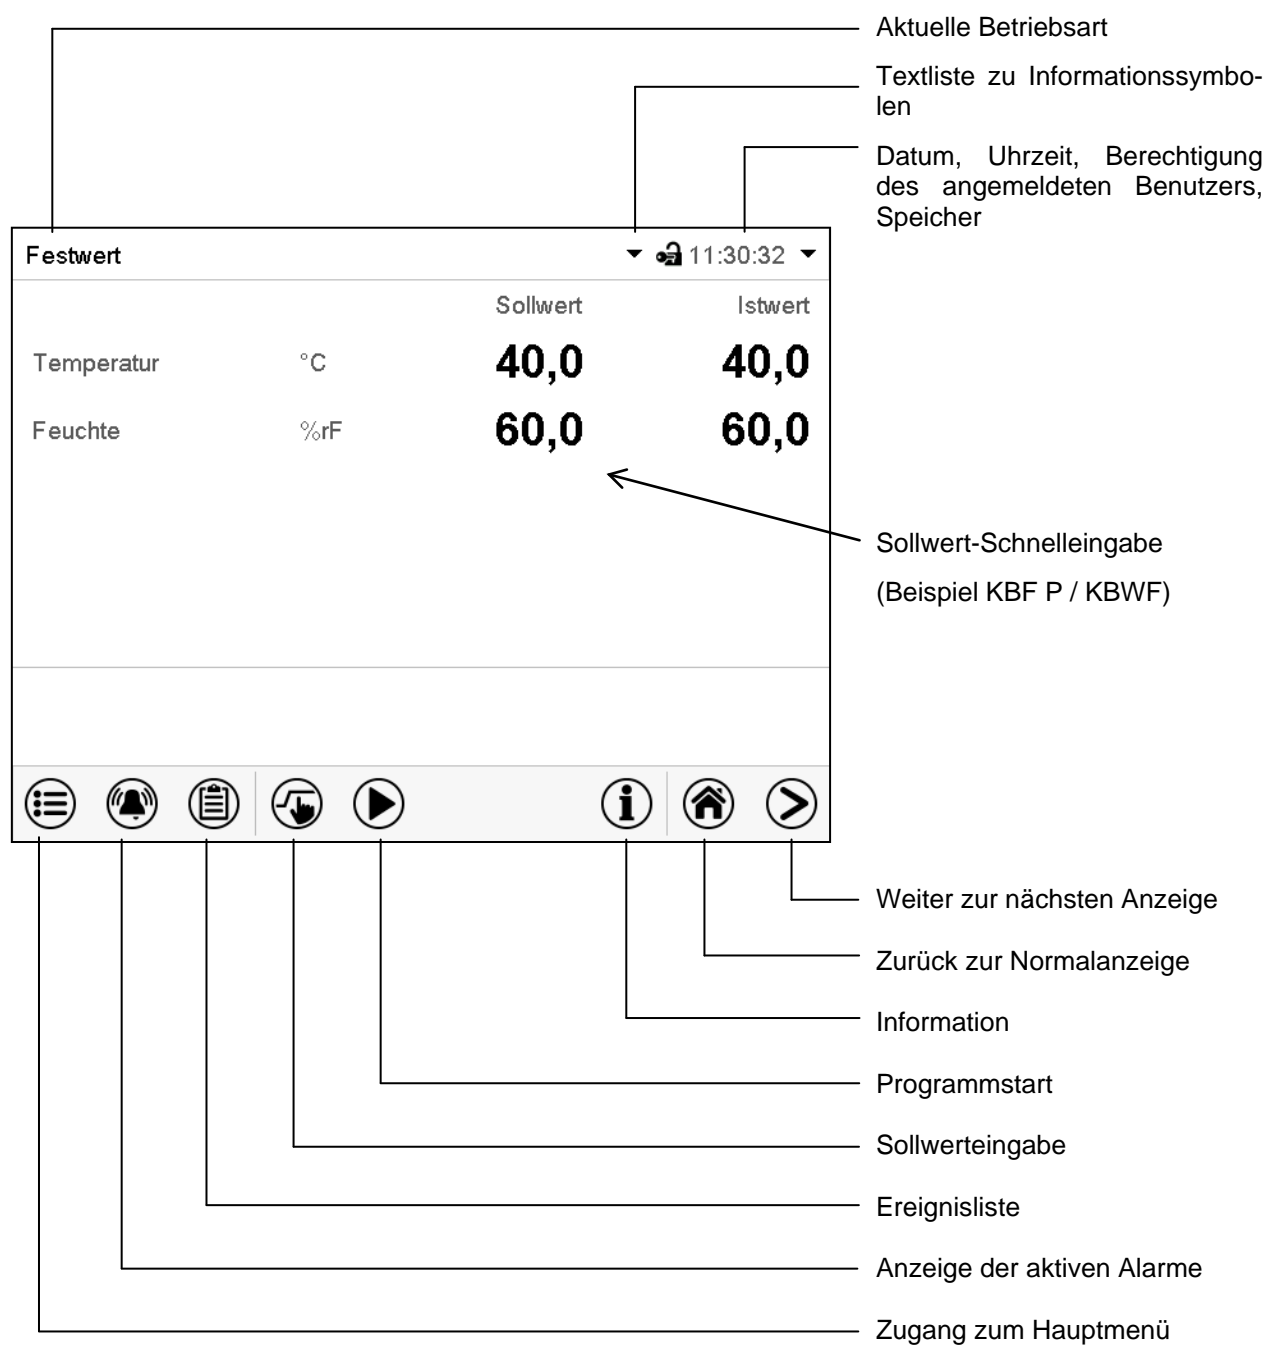 Aktuelle Betriebsart
Textliste zu Informationssymbo-
len
Datum, Uhrzeit, Berechtigung
des angemeldeten Benutzers,
Speicher
Festwert
11:30:32
Sollwert Istwert
Temperatur °C 40,0 40,0
Feuchte %rF 60,0 60,0
Sollwert-Schnelleingabe
(Beispiel KBF P / KBWF)
Weiter zur nächsten Anzeige
Zurück zur Normalanzeige
Information
Programmstart
Sollwerteingabe
Ereignisliste
Anzeige der aktiven Alarme
Zugang zum Hauptmenü